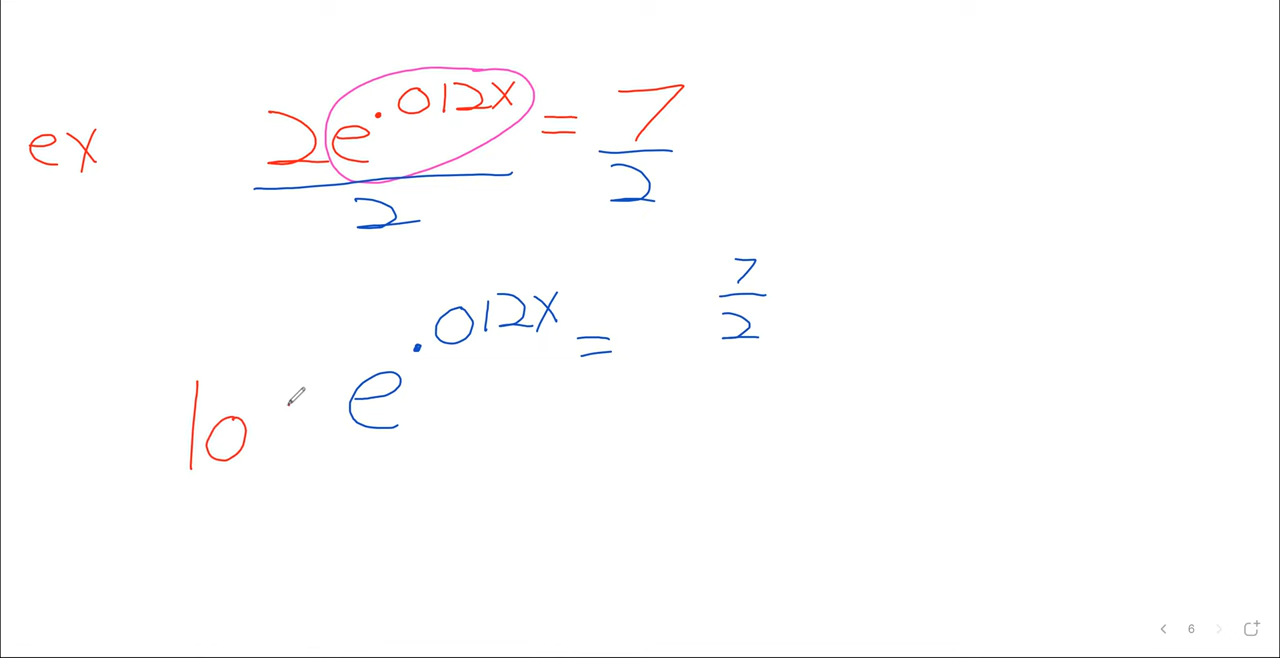 ex 2e^.012x = 7
2 2
e^.012x = 7/2
lo
6